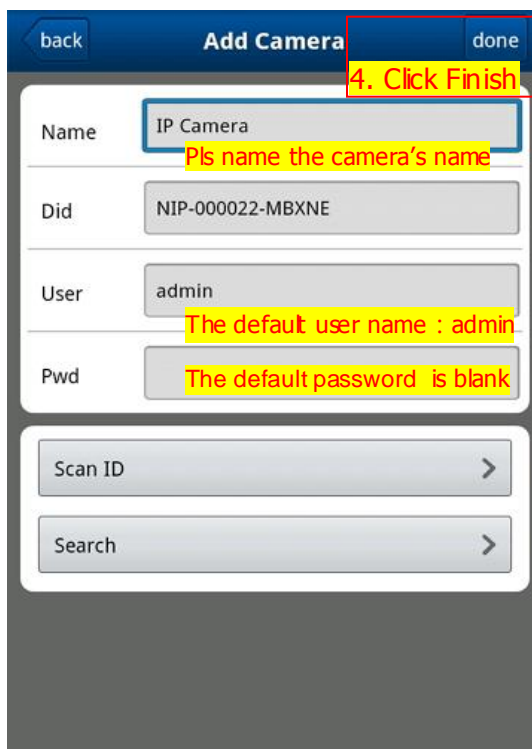 back Add Camera done
4. Click Finish
Name IP Camera
Pls name the camera's name
Did NIP-000022-MBXNE
User admin
The default user name : admin
Pwd The default password is blank
Scan ID
Search